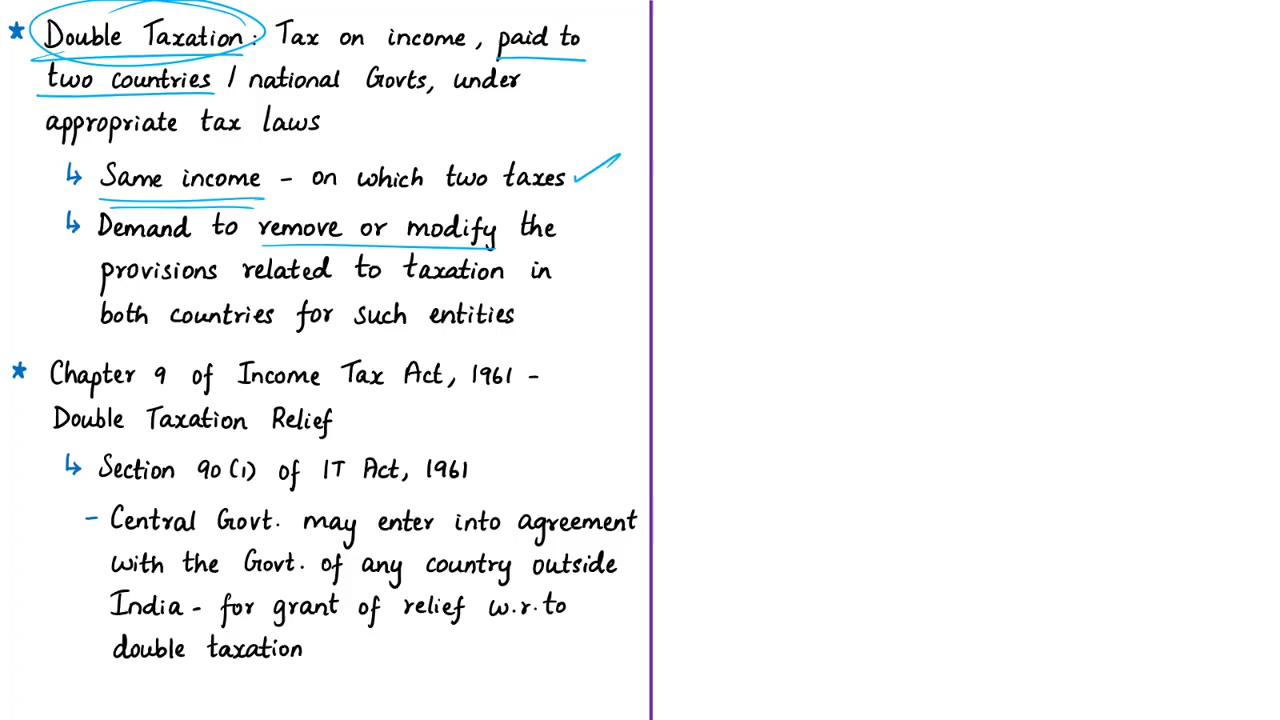 * Double Taxation: Tax on income, paid to
two countries / national Govts, under
appropriate tax laws
↳ Same income - on which two taxes ✓
↳ Demand to remove or modify the
provisions related to taxation in
both countries for such entities
* Chapter 9 of Income Tax Act, 1961 -
Double Taxation Relief
↳ Section 90(1) of IT Act, 1961
- Central Govt. may enter into agreement
with the Govt. of any country outside
India - for grant of relief w.r.to
double taxation